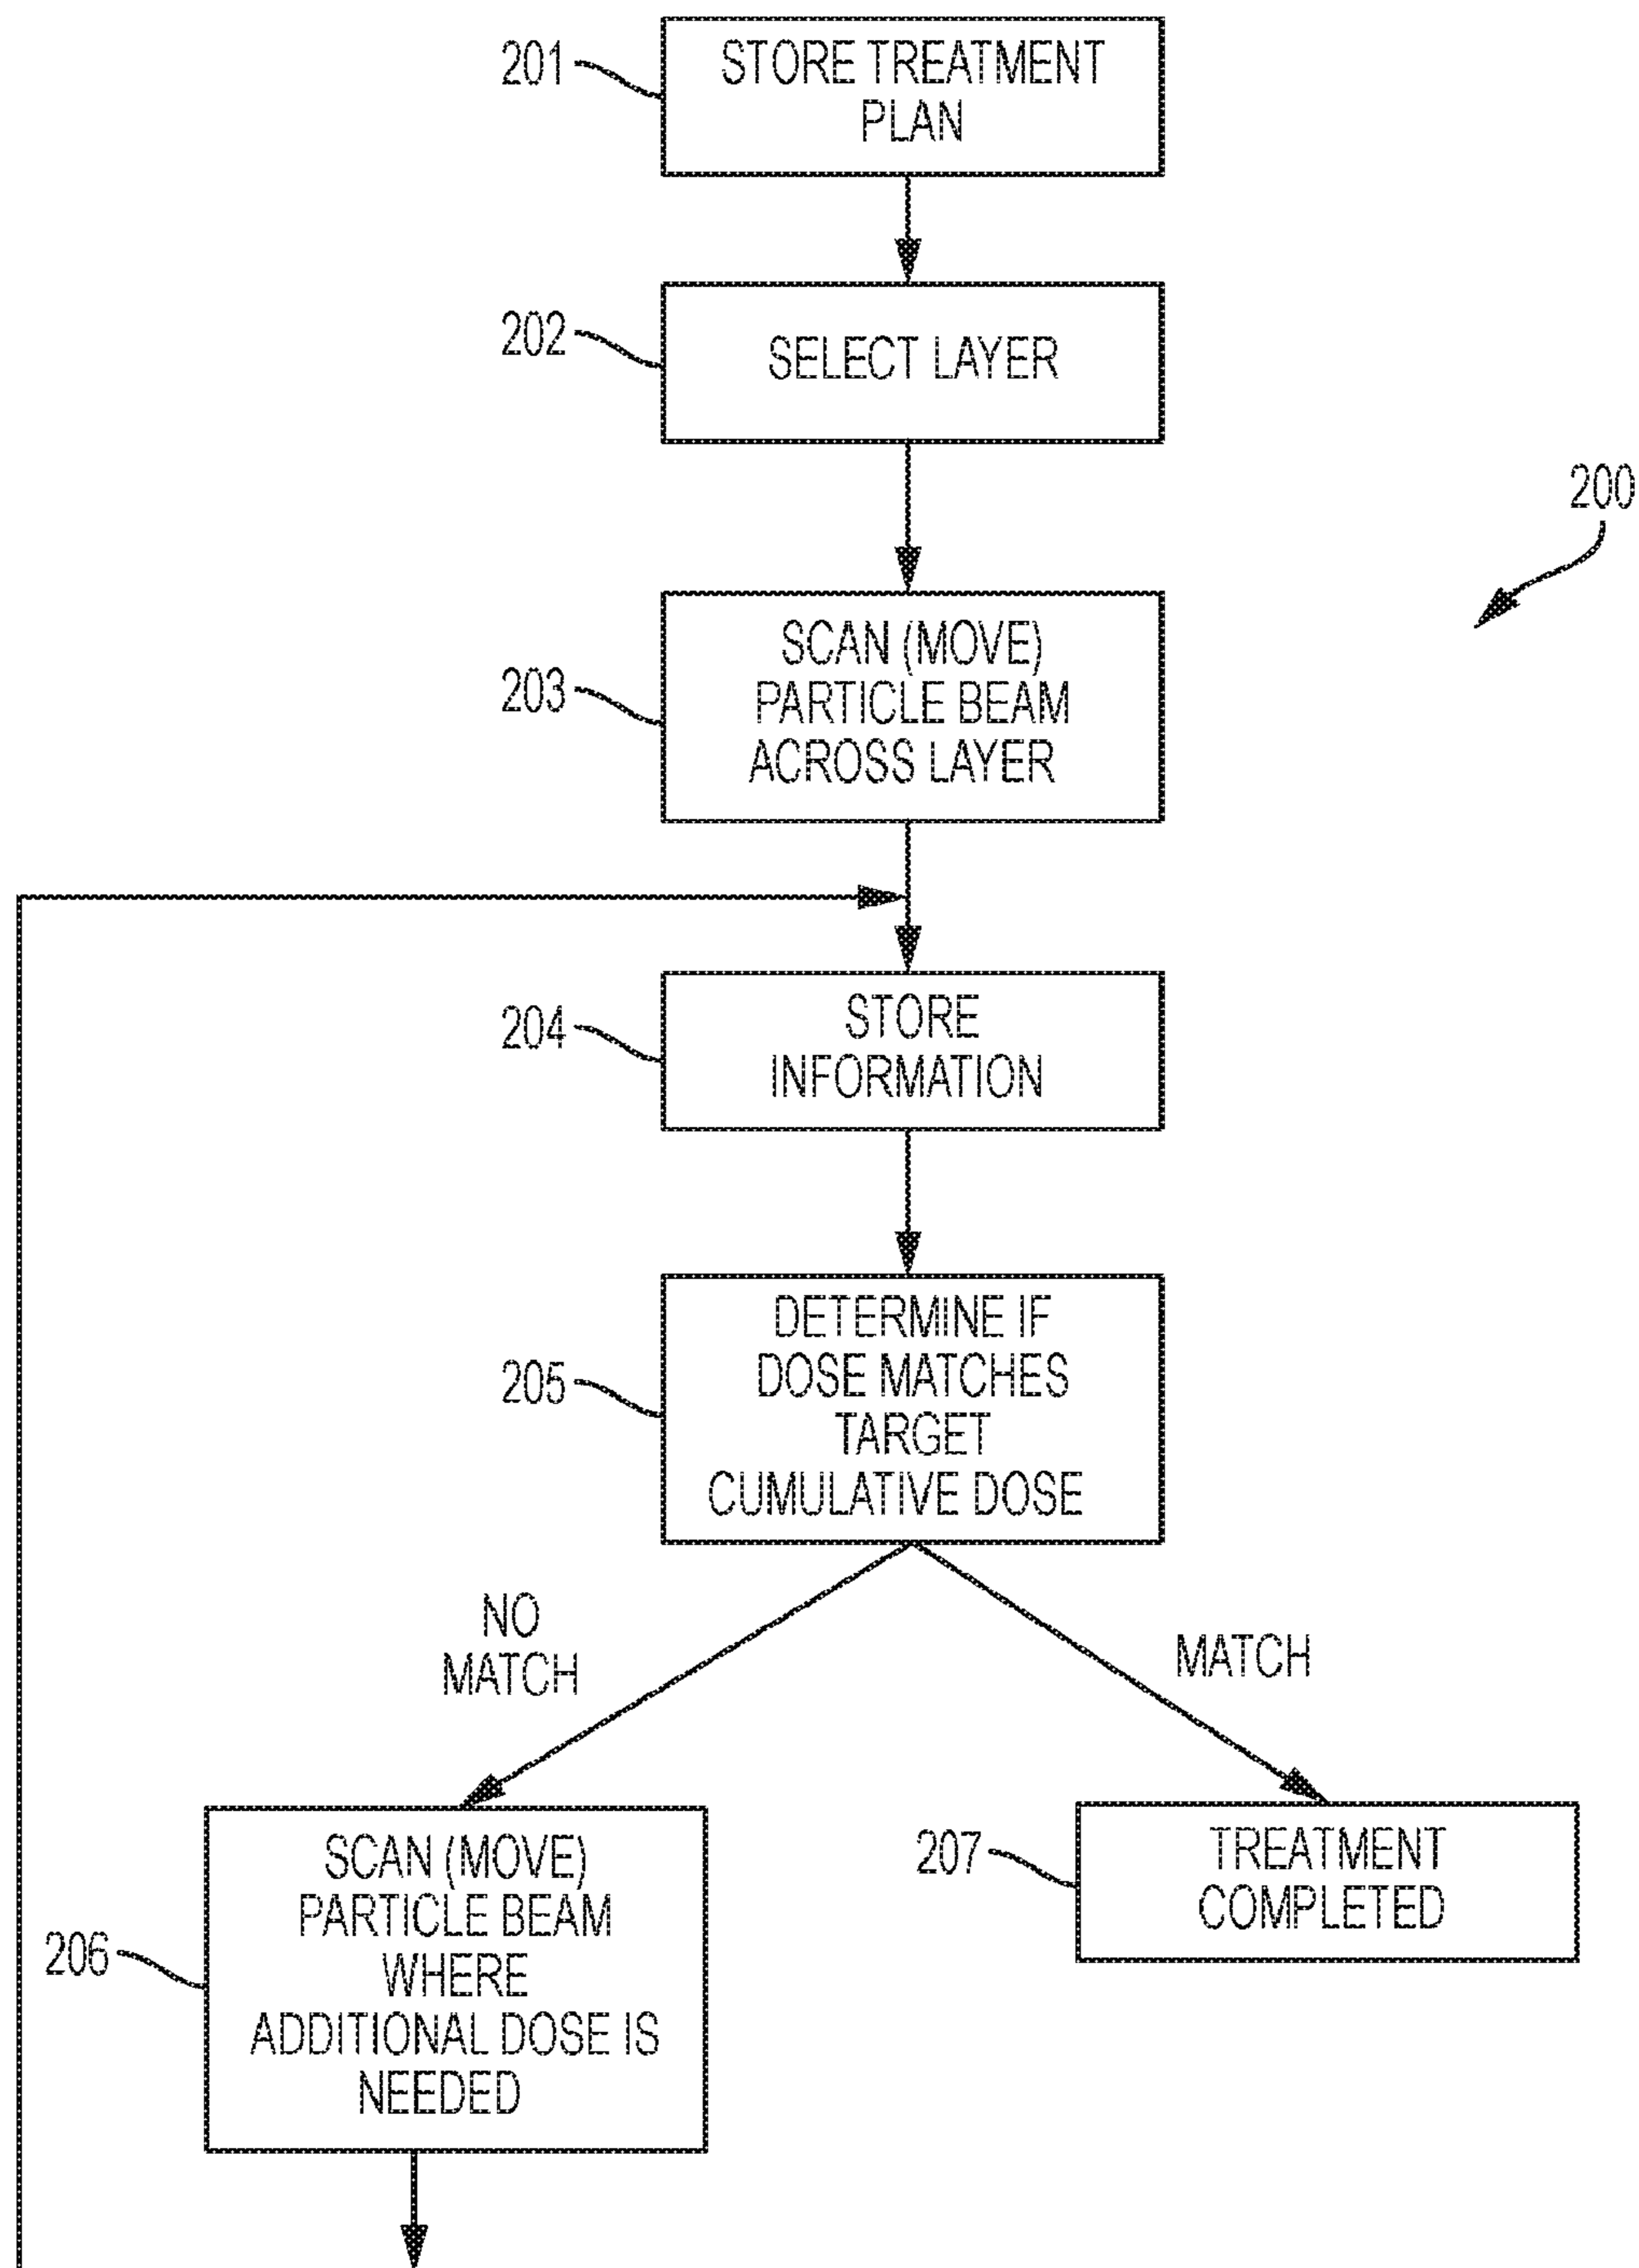 201
STORE TREATMENT
PLAN
202
SELECT LAYER
200
203
SCAN (MOVE)
PARTICLE BEAM
ACROSS LAYER
204
STORE
INFORMATION
205
DETERMINE IF
DOSE MATCHES
TARGET
CUMULATIVE DOSE
NO
MATCH
MATCH
206
SCAN (MOVE)
PARTICLE BEAM
WHERE
ADDITIONAL DOSE IS
NEEDED
207
TREATMENT
COMPLETED